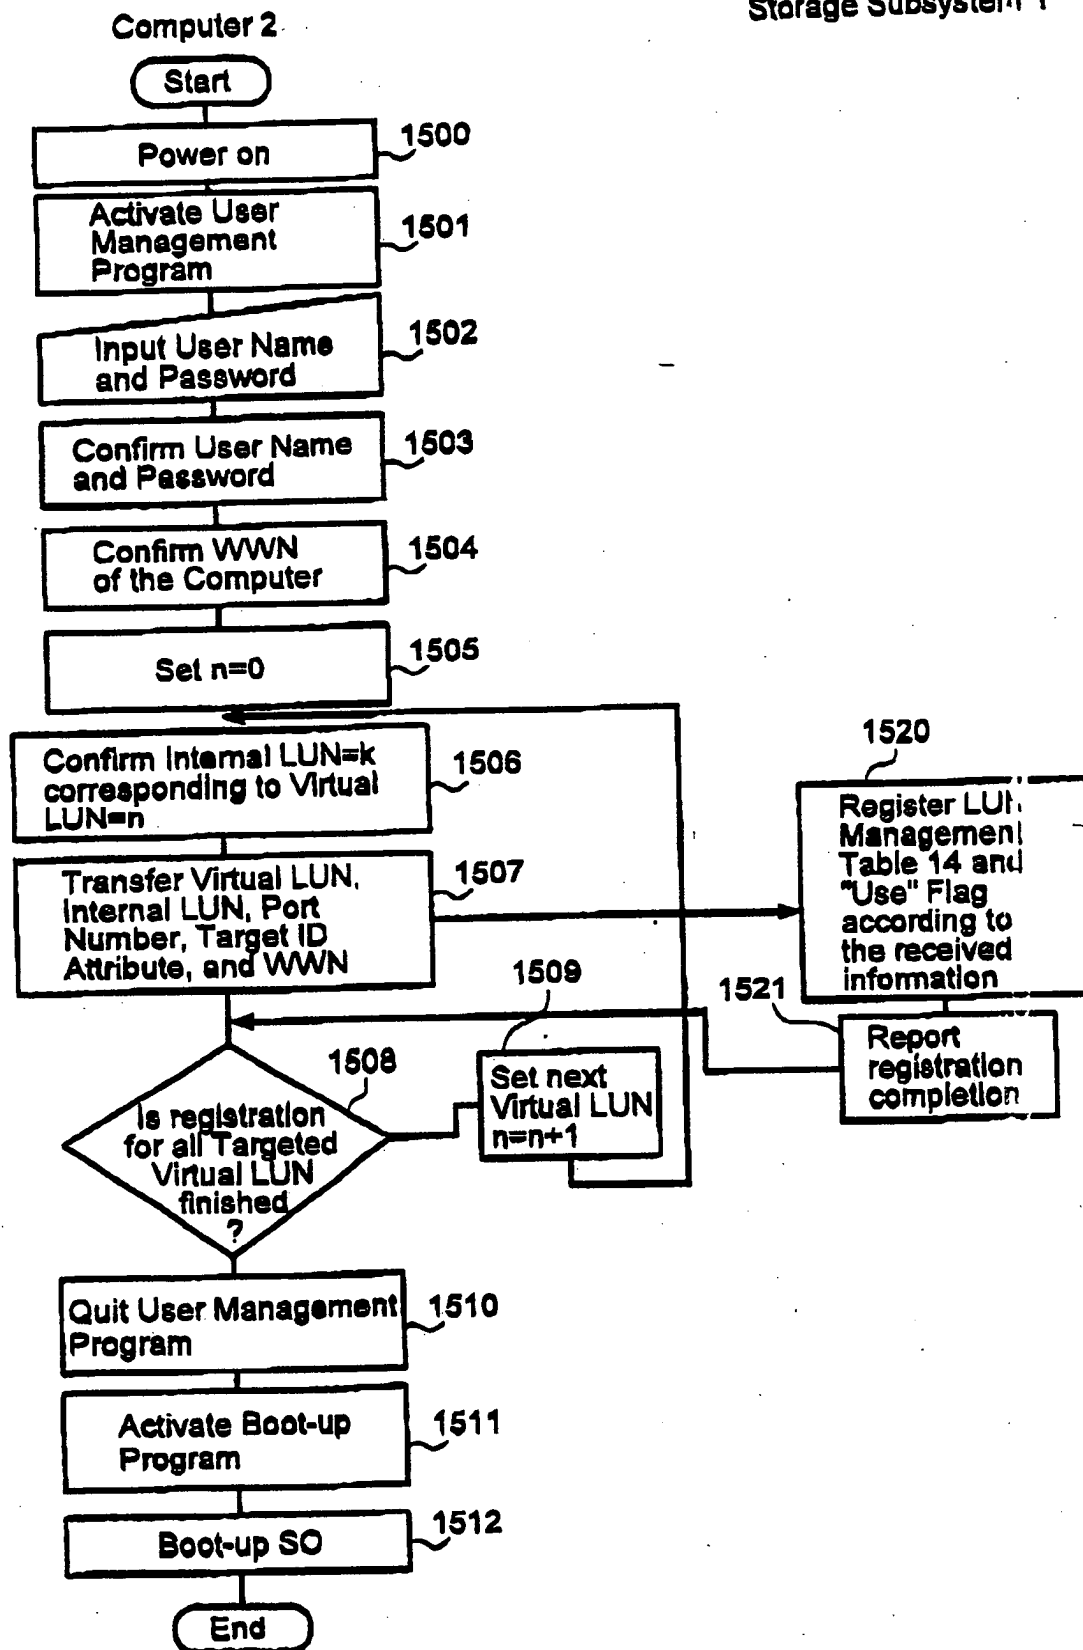 Computer 2
Storage Subsystem 1
Start
Power on
1500
Activate User
Management
Program
1501
Input User Name
and Password
1502
Confirm User Name
and Password
1503
Confirm WWN
of the Computer
1504
Set n=0
1505
Confirm Internal LUN=k
corresponding to Virtual
LUN=n
1506
Transfer Virtual LUN,
Internal LUN, Port
Number, Target ID
Attribute, and WWN
1507
1520
Register LUN
Management
Table 14 and
"Use" Flag
according to
the received
information
1521
Report
registration
completion
Is registration
for all Targeted
Virtual LUN
finished
?
1508
1509
Set next
Virtual LUN
n=n+1
Quit User Management
Program
1510
Activate Boot-up
Program
1511
Boot-up SO
1512
End